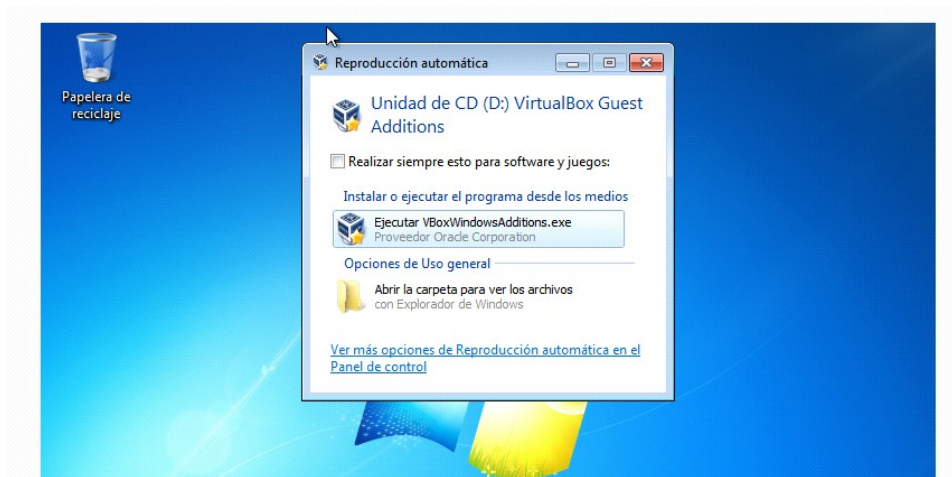 Papelera de
reciclaje
Reproducción automática
Unidad de CD (D:) VirtualBox Guest
Additions
Realizar siempre esto para software y juegos:
Instalar o ejecutar el programa desde los medios
Ejecutar VBoxWindowsAdditions.exe
Proveedor Oracle Corporation
Opciones de Uso general
Abrir la carpeta para ver los archivos
con Explorador de Windows
Ver más opciones de Reproducción automática en el
Panel de control